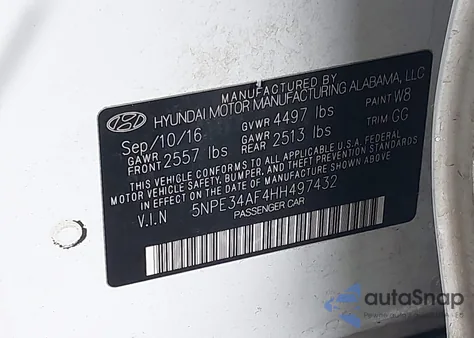 MANUFACTURED BY
HYUNDAI MOTOR MANUFACTURING ALABAMA, LLC
Sep/10/16 GVWR 4497 lbs PAINT W8
GAWR FRONT 2557 lbs GAWR REAR 2513 lbs TRIM GG
THIS VEHICLE CONFORMS TO ALL APPLICABLE U.S.A. FEDERAL
MOTOR VEHICLE SAFETY, BUMPER, AND THEFT PREVENTION STANDARDS
IN EFFECT ON THE DATE OF MANUFACTURE SHOWN ABOVE.
V.I.N 5NPE34AF4HH497432
PASSENGER CAR
autoSnap